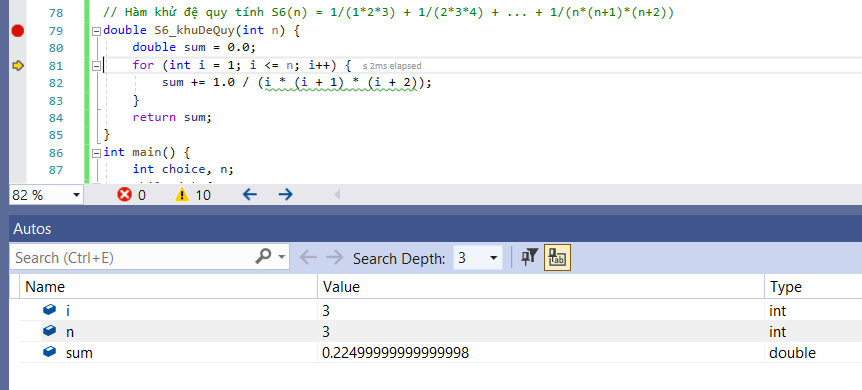 78 // Hàm khử đệ quy tính S6(n) = 1/(1*2*3) + 1/(2*3*4) + ... + 1/(n*(n+1)*(n+2))
79 double S6_khuDeQuy(int n) {
80 double sum = 0.0;
81 for (int i = 1; i <= n; i++) { ≤ 2ms elapsed
82 sum += 1.0 / (i * (i + 1) * (i + 2));
83 }
84 return sum;
85 }
86 int main() {
87 int choice, n;
82 % 0 10
Autos
Search (Ctrl+E) Search Depth: 3
Name Value Type
i 3 int
n 3 int
sum 0.22499999999999998 double